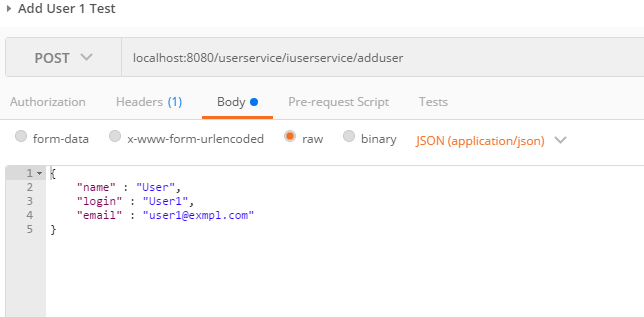 Add User 1 Test
POST localhost:8080/userservice/iuserservice/adduser
Authorization Headers (1) Body Pre-request Script Tests
form-data x-www-form-urlencoded raw binary JSON (application/json)
1 {
2 "name" : "User",
3 "login" : "User1",
4 "email" : "user1@exmpl.com"
5 }